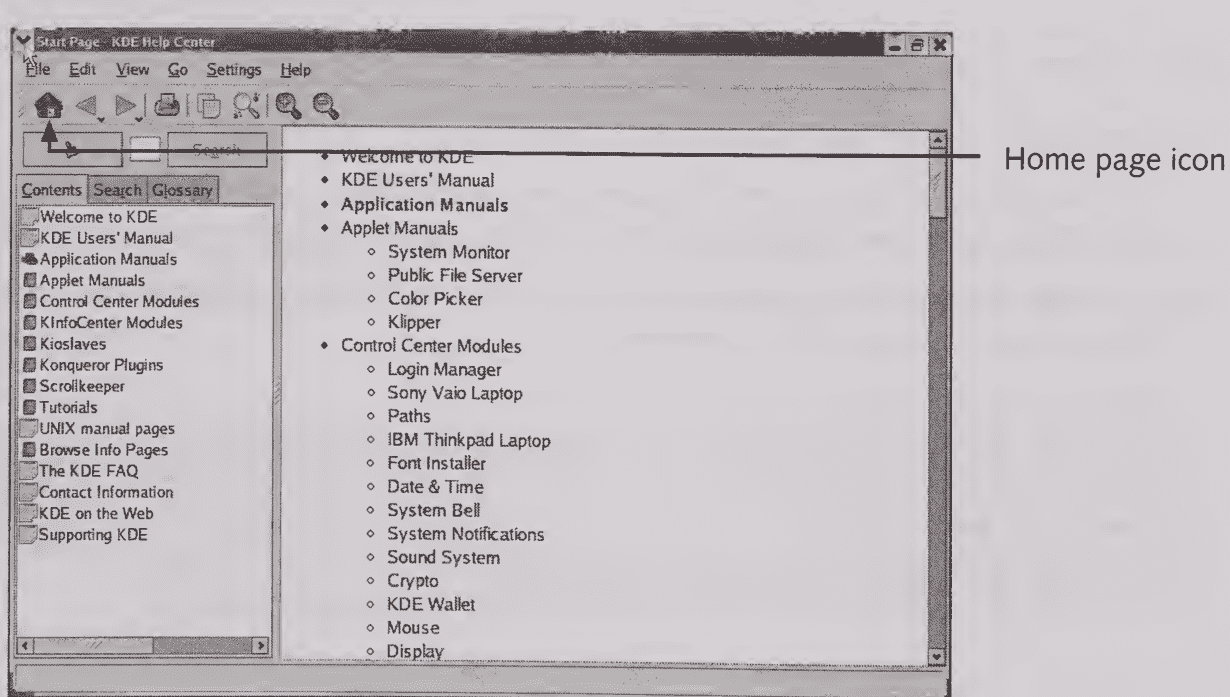 Start Page - KDE Help Center
File Edit View Go Settings Help
Search
Home page icon
Contents Search Glossary
Welcome to KDE
KDE Users' Manual
Application Manuals
Applet Manuals
Control Center Modules
KInfoCenter Modules
Kioslaves
Konqueror Plugins
Scrollkeeper
Tutorials
UNIX manual pages
Browse Info Pages
The KDE FAQ
Contact Information
KDE on the Web
Supporting KDE
• Welcome to KDE
• KDE Users' Manual
• Application Manuals
• Applet Manuals
◦ System Monitor
◦ Public File Server
◦ Color Picker
◦ Klipper
• Control Center Modules
◦ Login Manager
◦ Sony Vaio Laptop
◦ Paths
◦ IBM Thinkpad Laptop
◦ Font Installer
◦ Date & Time
◦ System Bell
◦ System Notifications
◦ Sound System
◦ Crypto
◦ KDE Wallet
◦ Mouse
◦ Display